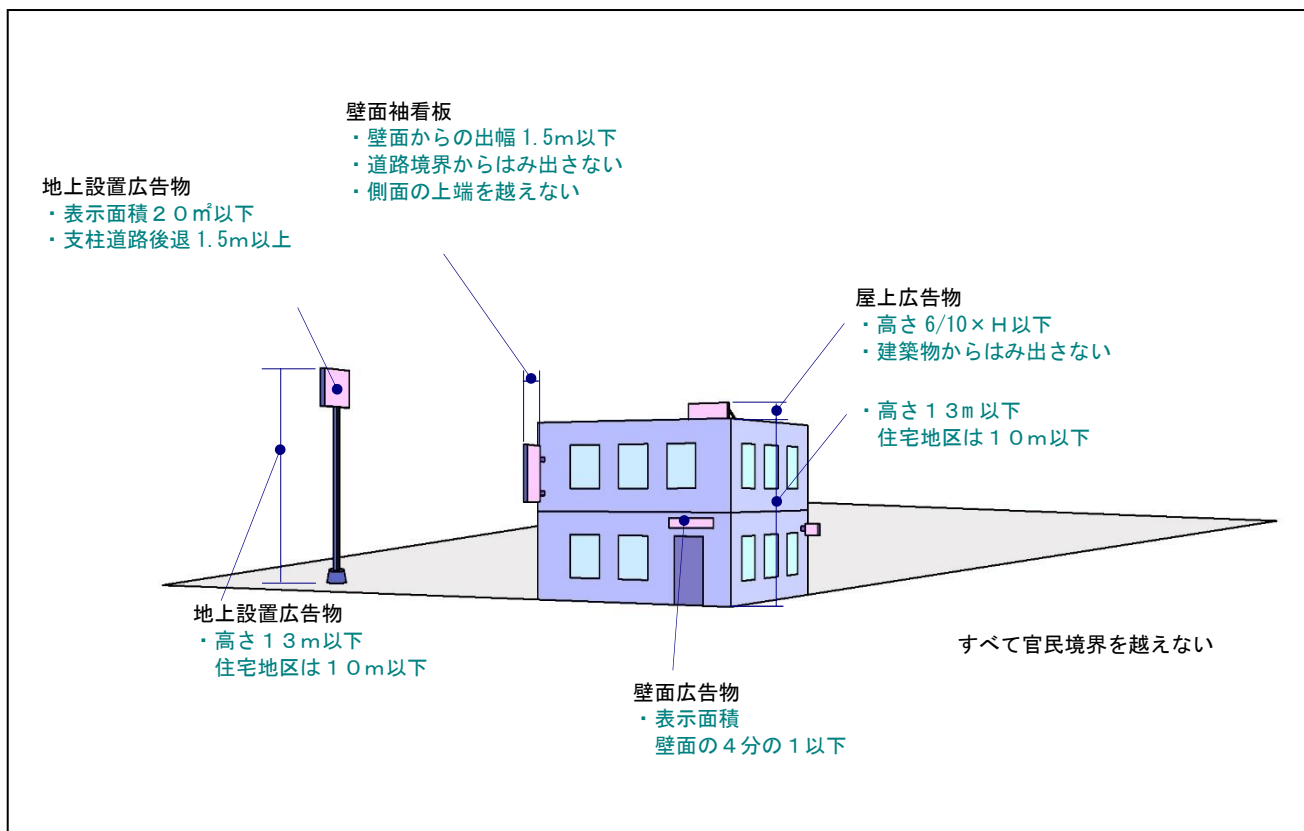 壁面袖看板
・壁面からの出幅1.5m以下
・道路境界からはみ出さない
・側面の上端を越えない
地上設置広告物
・表示面積２０㎡以下
・支柱道路後退1.5m以上
屋上広告物
・高さ6/10×Ｈ以下
・建築物からはみ出さない
・高さ１３m以下
住宅地区は１０ｍ以下
地上設置広告物
・高さ１３ｍ以下
住宅地区は１０ｍ以下
すべて官民境界を越えない
壁面広告物
・表示面積
壁面の４分の１以下